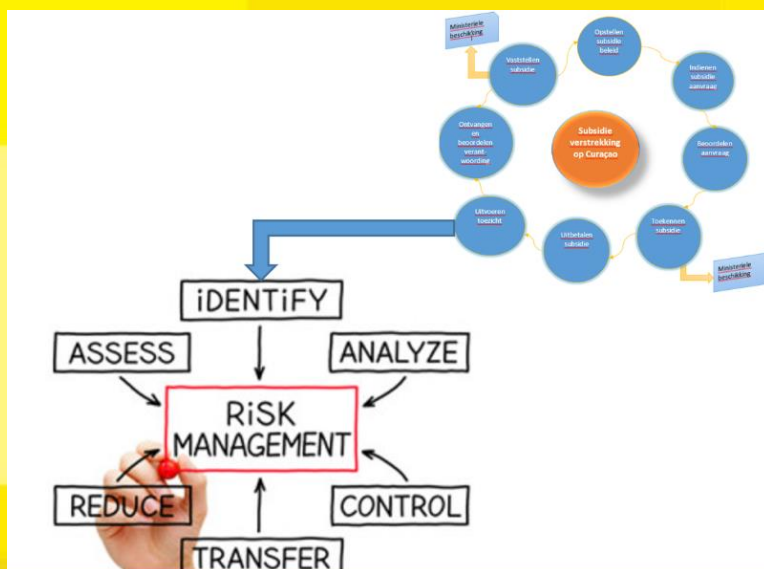 Ministeriele
beschikking
Opstellen
subsidie
beleid
Indienen
subsidie
aanvraag
Beoordelen
aanvraag
Toekennen
subsidie
Ministeriele
beschikking
Uitbetalen
subsidie
Uitvoeren
toezicht
Ontvangen
en
beoordelen
verant-
woording
Vaststellen
subsidie
Subsidie
verstrekking
op Curaçao
iDENTiFY
ASSESS
ANALYZE
RiSK
MANAGEMENT
REDUCE
CONTROL
TRANSFER